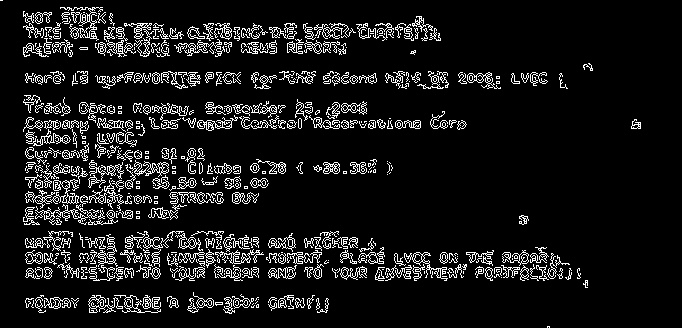 HOT STOCK!
THIS ONE IS STILL CLIMBING THE STOCK CHARTS!!!
ALERT - BREAKING MARKET NEWS REPORT!
Here is my FAVORITE PICK for the second half of 2006: LVCC !
Trade Date: Monday, September 25, 2006
Company Name: Las Vegas Central Reservations Corp
Symbol: LVCC
Current Price: $1.01
Friday Sept 22ND: Climbs 0.28 ( +38.36% )
Target Price: $5.50 - $6.00
Recommendation: STRONG BUY
Expectations: Max
WATCH THIS STOCK GO HIGHER AND HIGHER !
DON'T MISS THIS INVESTMENT MOMENT. PLACE LVCC ON THE RADAR!
ADD THIS GEM TO YOUR RADAR AND TO YOUR INVESTMENT PORTFOLIO!!!
MONDAY COULD BE A 100-300% GAIN!!!